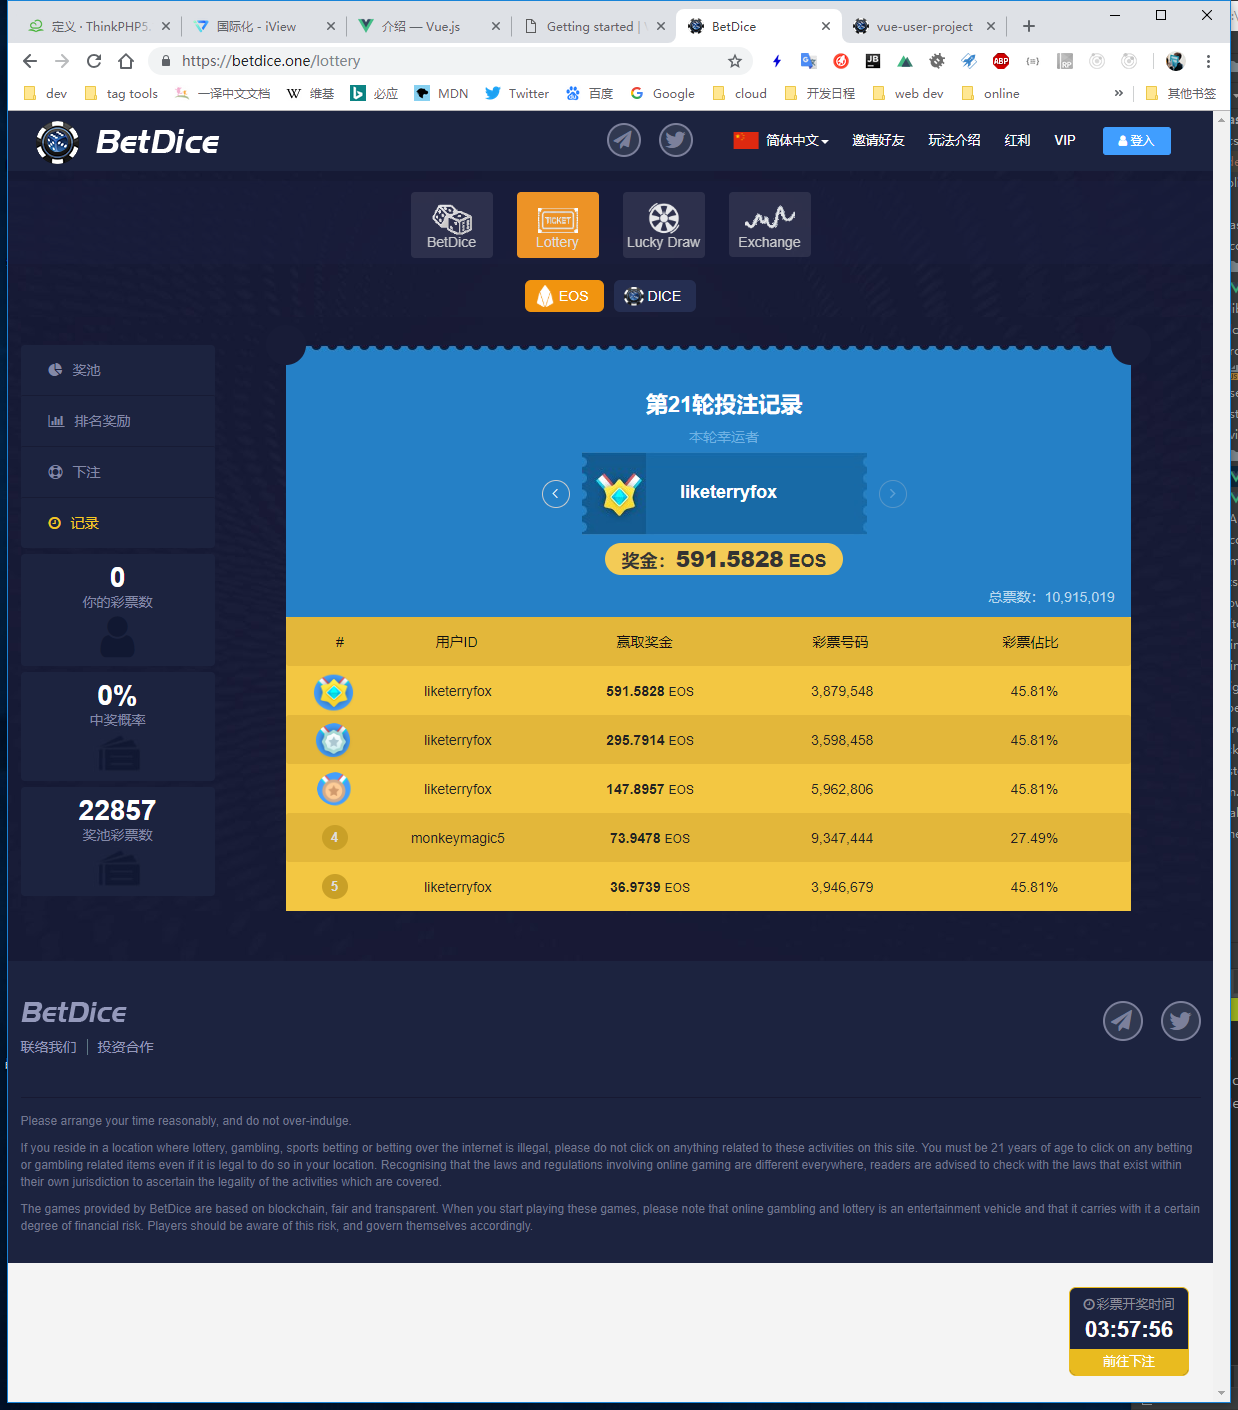 定义 · ThinkPHP5.
国际化 - iView
介绍 — Vue.js
Getting started |
BetDice
vue-user-project
https://betdice.one/lottery
dev
tag tools
一译中文文档
维基
必应
MDN
Twitter
百度
Google
cloud
开发日程
web dev
online
»
其他书签
BetDice
简体中文
邀请好友
玩法介绍
红利
VIP
登入
BetDice
TICKET
Lottery
Lucky Draw
Exchange
EOS
DICE
奖池
排名奖励
下注
记录
0
你的彩票数
0%
中奖概率
22857
奖池彩票数
第21轮投注记录
本轮幸运者
liketerryfox
奖金：591.5828 EOS
总票数：10,915,019
# 用户ID 赢取奖金 彩票号码 彩票佔比
liketerryfox 591.5828 EOS 3,879,548 45.81%
liketerryfox 295.7914 EOS 3,598,458 45.81%
liketerryfox 147.8957 EOS 5,962,806 45.81%
4 monkeymagic5 73.9478 EOS 9,347,444 27.49%
5 liketerryfox 36.9739 EOS 3,946,679 45.81%
BetDice
联络我们 | 投资合作
Please arrange your time reasonably, and do not over-indulge.
If you reside in a location where lottery, gambling, sports betting or betting over the internet is illegal, please do not click on anything related to these activities on this site. You must be 21 years of age to click on any betting
or gambling related items even if it is legal to do so in your location. Recognising that the laws and regulations involving online gaming are different everywhere, readers are advised to check with the laws that exist within
their own jurisdiction to ascertain the legality of the activities which are covered.
The games provided by BetDice are based on blockchain, fair and transparent. When you start playing these games, please note that online gambling and lottery is an entertainment vehicle and that it carries with it a certain
degree of financial risk. Players should be aware of this risk, and govern themselves accordingly.
彩票开奖时间
03:57:56
前往下注